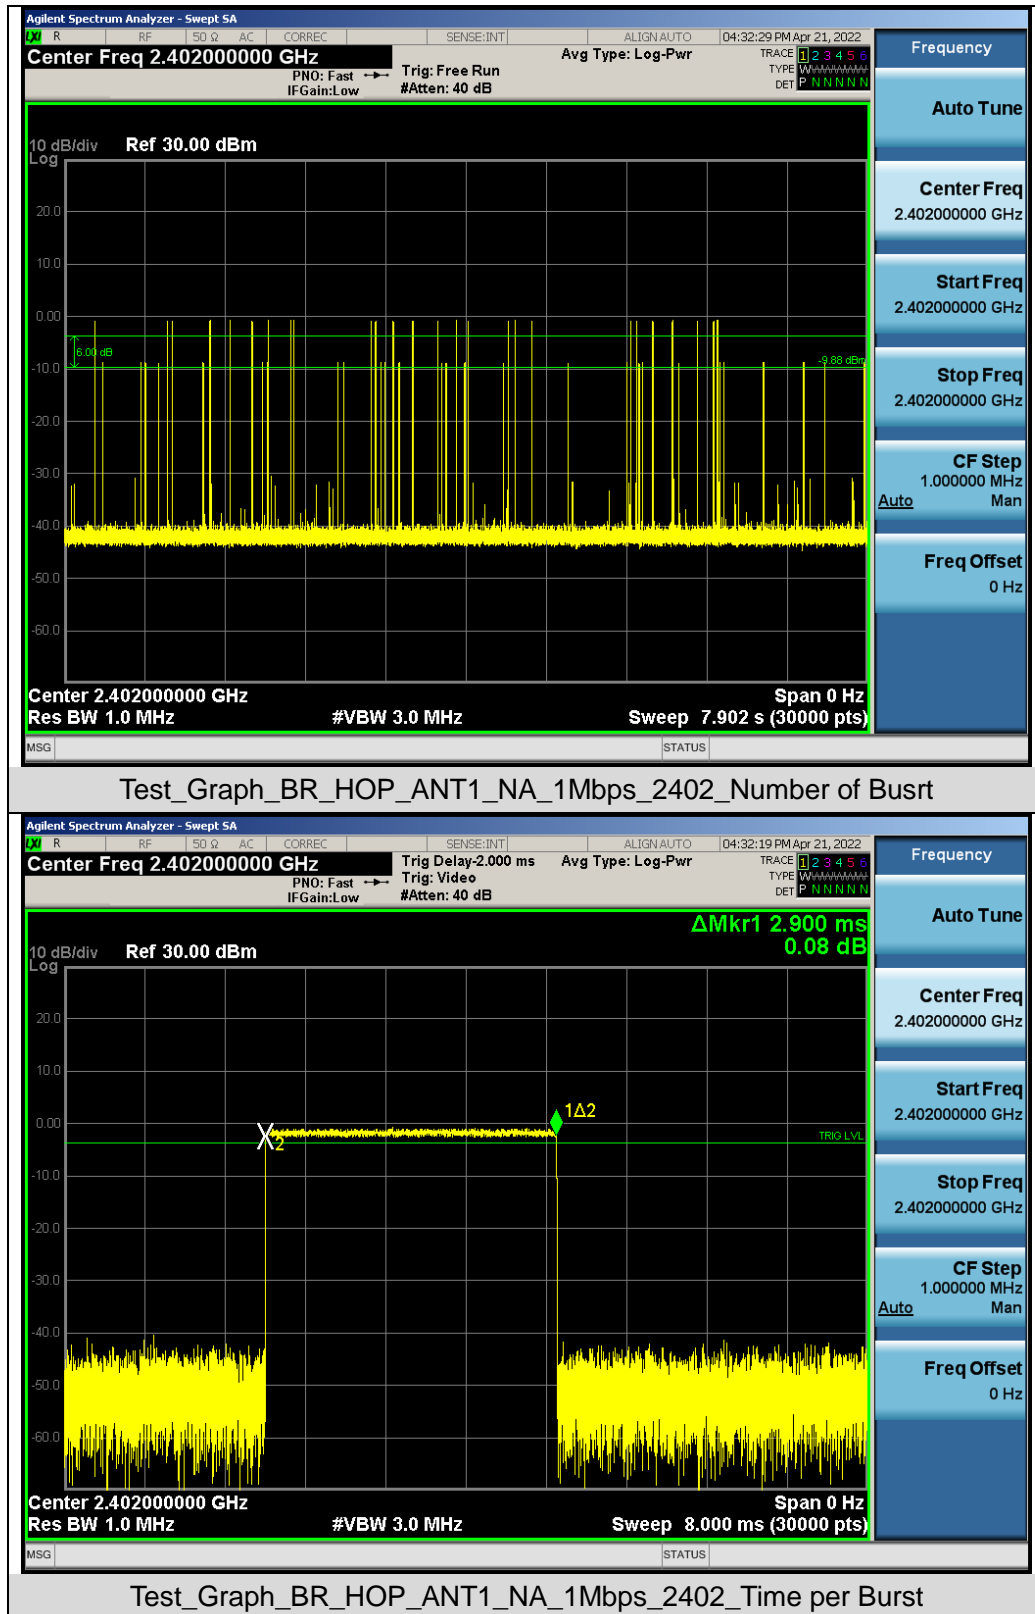 Agilent Spectrum Analyzer - Swept SA
LXI R RF 50 Ω AC CORREC SENSE:INT ALIGN AUTO 04:32:29 PM Apr 21, 2022
Center Freq 2.402000000 GHz
PNO: Fast
IFGain:Low
Trig: Free Run
#Atten: 40 dB
Avg Type: Log-Pwr
TRACE 1 2 3 4 5 6
TYPE
DET P N N N N N
10 dB/div
Log
Ref 30.00 dBm
20.0
10.0
0.00
6.00 dB
-9.88 dBm
-10.0
-20.0
-30.0
-40.0
-50.0
-60.0
Center 2.402000000 GHz
Span 0 Hz
Res BW 1.0 MHz
#VBW 3.0 MHz
Sweep 7.902 s (30000 pts)
MSG
STATUS
Frequency
Auto Tune
Center Freq
2.402000000 GHz
Start Freq
2.402000000 GHz
Stop Freq
2.402000000 GHz
CF Step
1.000000 MHz
Auto Man
Freq Offset
0 Hz
Test_Graph_BR_HOP_ANT1_NA_1Mbps_2402_Number of Busrt
Agilent Spectrum Analyzer - Swept SA
LXI R RF 50 Ω AC CORREC SENSE:INT ALIGN AUTO 04:32:19 PM Apr 21, 2022
Center Freq 2.402000000 GHz
PNO: Fast
IFGain:Low
Trig Delay-2.000 ms
Trig: Video
#Atten: 40 dB
Avg Type: Log-Pwr
TRACE 1 2 3 4 5 6
TYPE
DET P N N N N N
ΔMkr1 2.900 ms
0.08 dB
10 dB/div
Log
Ref 30.00 dBm
20.0
10.0
0.00
1Δ2
2
TRIG LVL
-10.0
-20.0
-30.0
-40.0
-50.0
-60.0
Center 2.402000000 GHz
Span 0 Hz
Res BW 1.0 MHz
#VBW 3.0 MHz
Sweep 8.000 ms (30000 pts)
MSG
STATUS
Frequency
Auto Tune
Center Freq
2.402000000 GHz
Start Freq
2.402000000 GHz
Stop Freq
2.402000000 GHz
CF Step
1.000000 MHz
Auto Man
Freq Offset
0 Hz
Test_Graph_BR_HOP_ANT1_NA_1Mbps_2402_Time per Burst